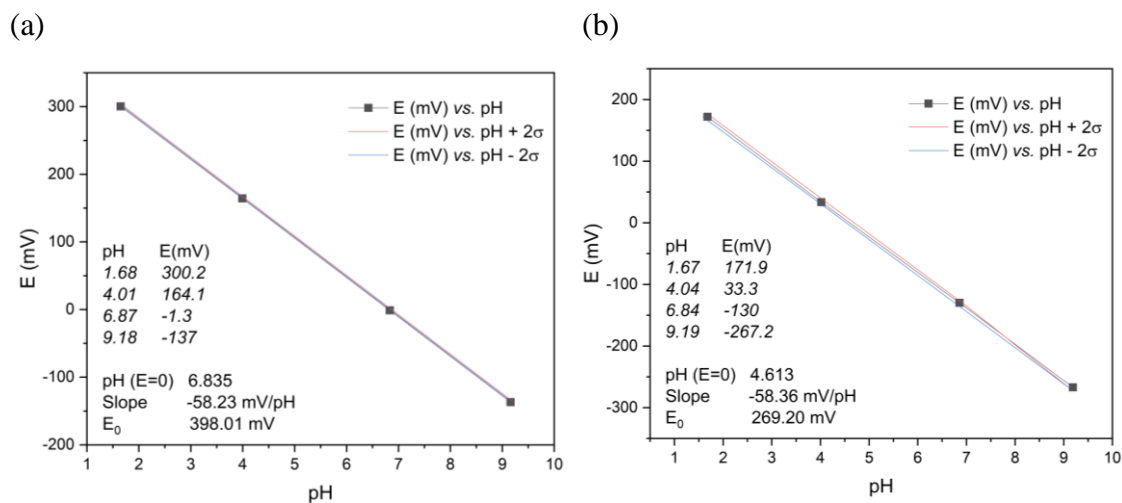 (a)
300
200
100
0
-100
-200
E (mV)
E (mV) vs. pH
E (mV) vs. pH + 2σ
E (mV) vs. pH - 2σ
pH E(mV)
1.68 300.2
4.01 164.1
6.87 -1.3
9.18 -137
pH (E=0) 6.835
Slope -58.23 mV/pH
E0 398.01 mV
1 2 3 4 5 6 7 8 9 10
pH
(b)
200
100
0
-100
-200
-300
E (mV)
E (mV) vs. pH
E (mV) vs. pH + 2σ
E (mV) vs. pH - 2σ
pH E(mV)
1.67 171.9
4.04 33.3
6.84 -130
9.19 -267.2
pH (E=0) 4.613
Slope -58.36 mV/pH
E0 269.20 mV
1 2 3 4 5 6 7 8 9 10
pH